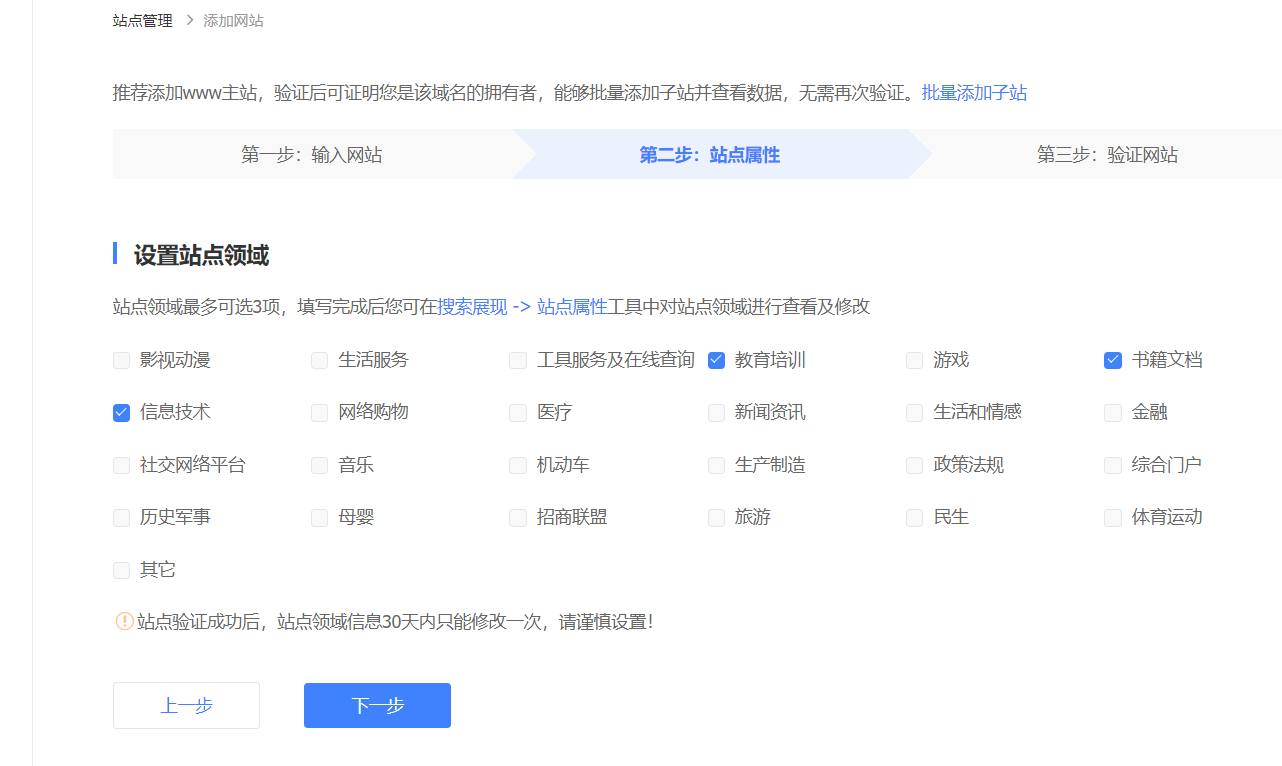 站点管理 > 添加网站
推荐添加www主站，验证后可证明您是该域名的拥有者，能够批量添加子站并查看数据，无需再次验证。批量添加子站
第一步：输入网站 第二步：站点属性 第三步：验证网站
设置站点领域
站点领域最多可选3项，填写完成后您可在搜索展现 -> 站点属性工具中对站点领域进行查看及修改
影视动漫 生活服务 工具服务及在线查询 教育培训 游戏 书籍文档
信息技术 网络购物 医疗 新闻资讯 生活和情感 金融
社交网络平台 音乐 机动车 生产制造 政策法规 综合门户
历史军事 母婴 招商联盟 旅游 民生 体育运动
其它
站点验证成功后，站点领域信息30天内只能修改一次，请谨慎设置！
上一步 下一步